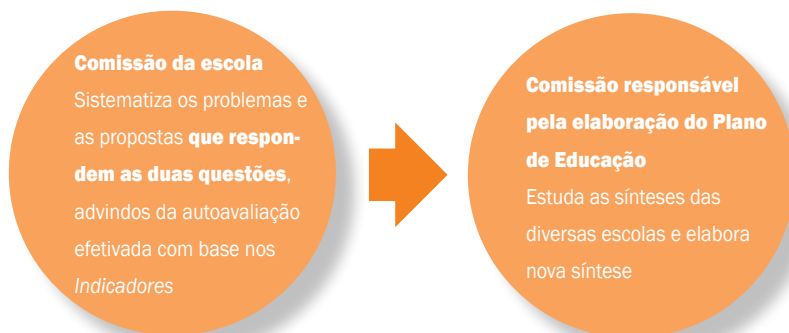 Comissão da escola
Sistematiza os problemas e
as propostas que respon-
dem as duas questões,
advindos da autoavaliação
efetivada com base nos
Indicadores
Comissão responsável
pela elaboração do Plano
de Educação
Estuda as sínteses das
diversas escolas e elabora
nova síntese